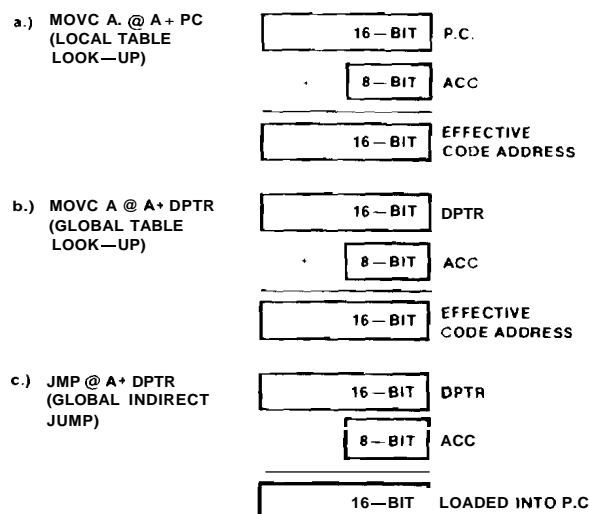 a.) MOVC A. @ A + PC
(LOCAL TABLE
LOOK—UP)
16 — BIT P.C.
+ 8 — BIT ACC
16 — BIT EFFECTIVE
CODE ADDRESS
b.) MOVC A @ A+ DPTR
(GLOBAL TABLE
LOOK—UP)
16 — BIT DPTR
+ 8 — BIT ACC
16 — BIT EFFECTIVE
CODE ADDRESS
c.) JMP @ A+ DPTR
(GLOBAL INDIRECT
JUMP)
16 — BIT DPTR
8 — BIT ACC
16—BIT LOADED INTO P.C